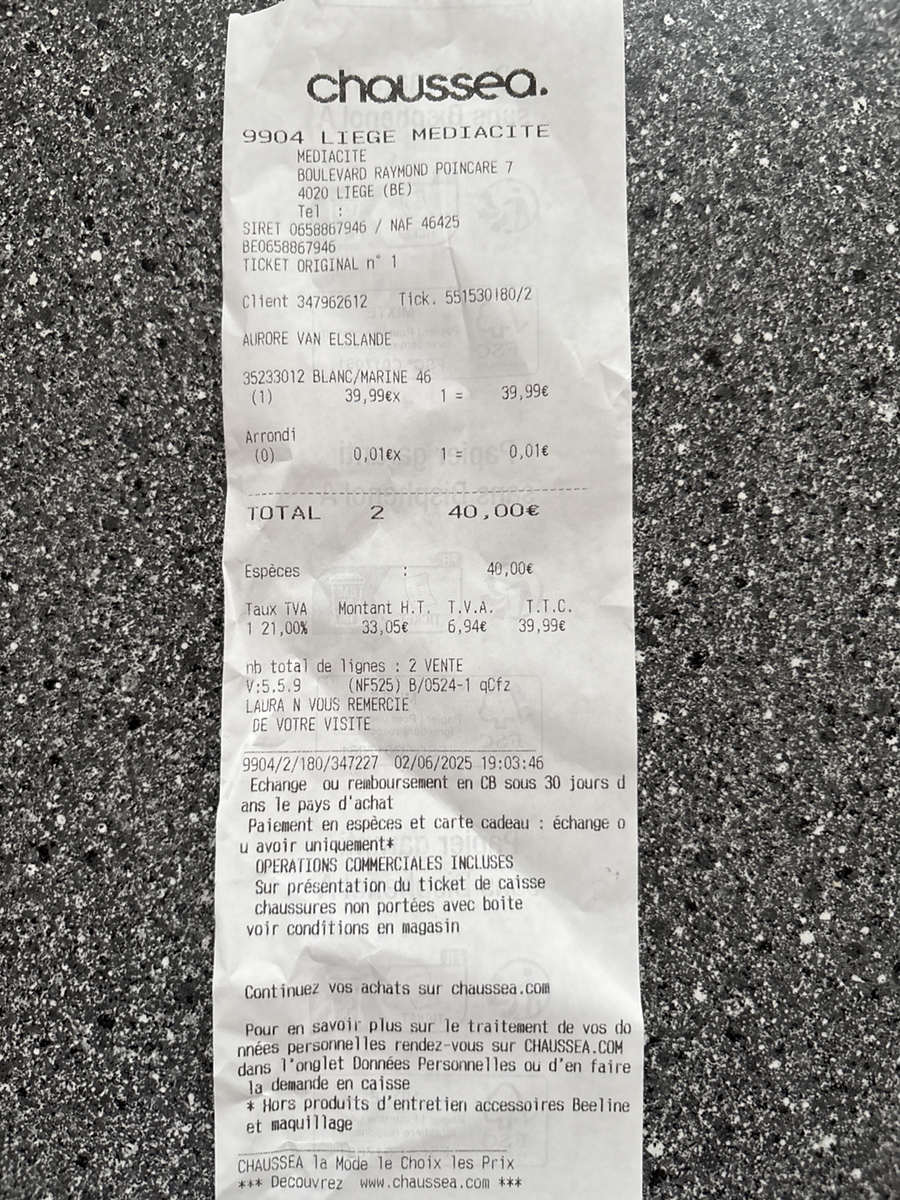 chaussea.
9904 LIEGE MEDIACITE
MEDIACITE
BOULEVARD RAYMOND POINCARE 7
4020 LIEGE (BE)
Tel :
SIRET 0658867946 / NAF 46425
BE0658867946
TICKET ORIGINAL n° 1
Client 347962612 Tick. 551530180/2
AURORE VAN ELSLANDE
35233012 BLANC/MARINE 46
(1) 39,99€x 1 = 39,99€
Arrondi
(0) 0,01€x 1 = 0,01€
TOTAL 2 40,00€
Espèces : 40,00€
Taux TVA Montant H.T. T.V.A. T.T.C.
1 21,00% 33,05€ 6,94€ 39,99€
nb total de lignes : 2 VENTE
V:5.5.9 (NF525) B/0524-1 qCfz
LAURA N VOUS REMERCIE
DE VOTRE VISITE
9904/2/180/347227 02/06/2025 19:03:46
Echange ou remboursement en CB sous 30 jours d
ans le pays d'achat
Paiement en espèces et carte cadeau : échange o
u avoir uniquement*
OPERATIONS COMMERCIALES INCLUSES
Sur présentation du ticket de caisse
chaussures non portées avec boite
voir conditions en magasin
Continuez vos achats sur chaussea.com
Pour en savoir plus sur le traitement de vos do
nnées personnelles rendez-vous sur CHAUSSEA.COM
dans l'onglet Données Personnelles ou d'en faire
la demande en caisse
* Hors produits d'entretien accessoires Beeline
et maquillage
CHAUSSEA la Mode le Choix les Prix
*** Decouvrez www.chaussea.com ***